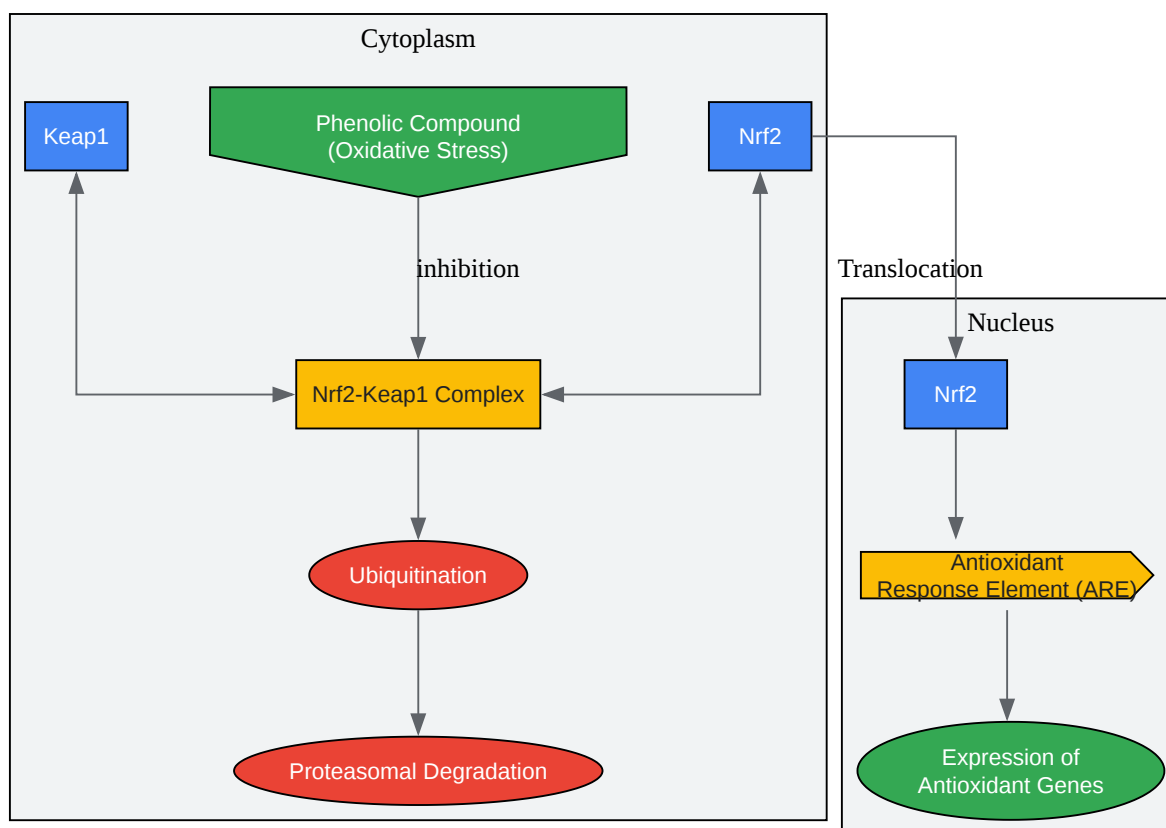 Cytoplasm
Keap1
Phenolic Compound
(Oxidative Stress)
Nrf2
inhibition
Translocation
Nucleus
Nrf2-Keap1 Complex
Nrf2
Antioxidant
Response Element (ARE)
Ubiquitination
Proteasomal Degradation
Expression of
Antioxidant Genes